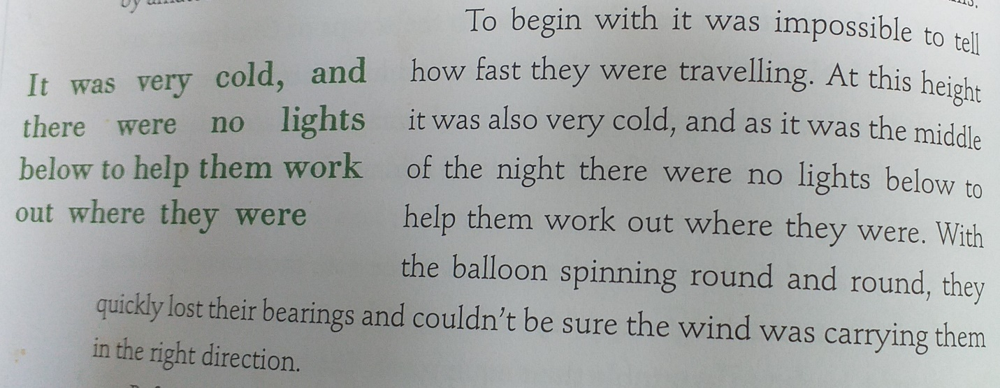 To begin with it was impossible to tell
how fast they were travelling. At this height
it was also very cold, and as it was the middle
of the night there were no lights below to
help them work out where they were. With
the balloon spinning round and round, they
quickly lost their bearings and couldn't be sure the wind was carrying them
in the right direction.
It was very cold, and
there were no lights
below to help them work
out where they were